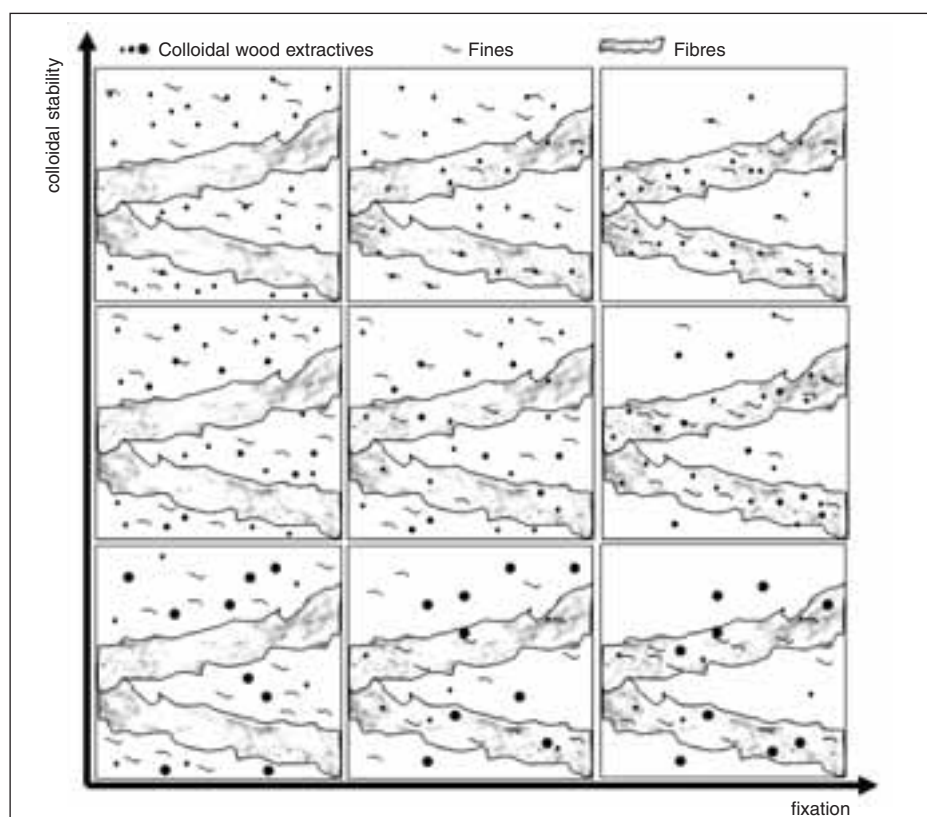 Colloidal wood extractives Fines Fibres
colloidal stability
fixation